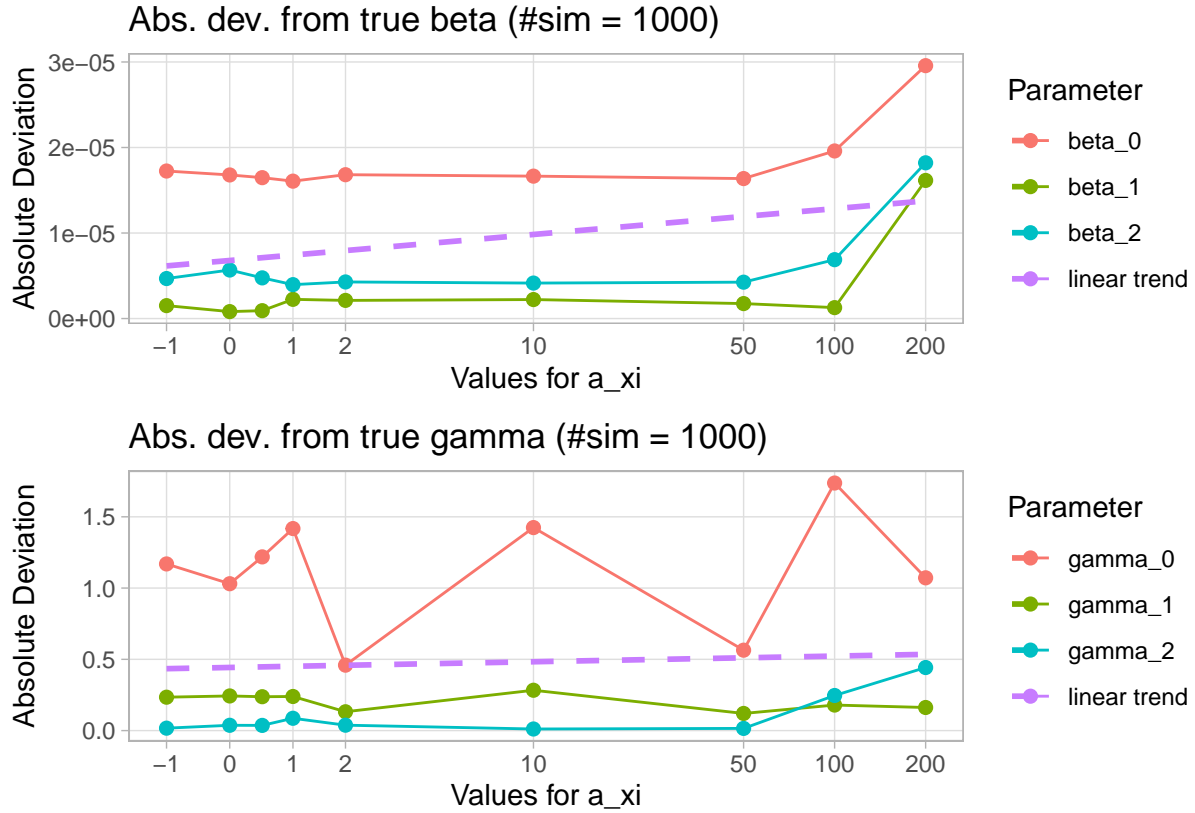 Abs. dev. from true beta (#sim = 1000)
Absolute Deviation
3e−05
2e−05
1e−05
0e+00
−1 0 1 2 10 50 100 200
Values for a_xi
Parameter
beta_0
beta_1
beta_2
linear trend
Abs. dev. from true gamma (#sim = 1000)
Absolute Deviation
1.5
1.0
0.5
0.0
−1 0 1 2 10 50 100 200
Values for a_xi
Parameter
gamma_0
gamma_1
gamma_2
linear trend